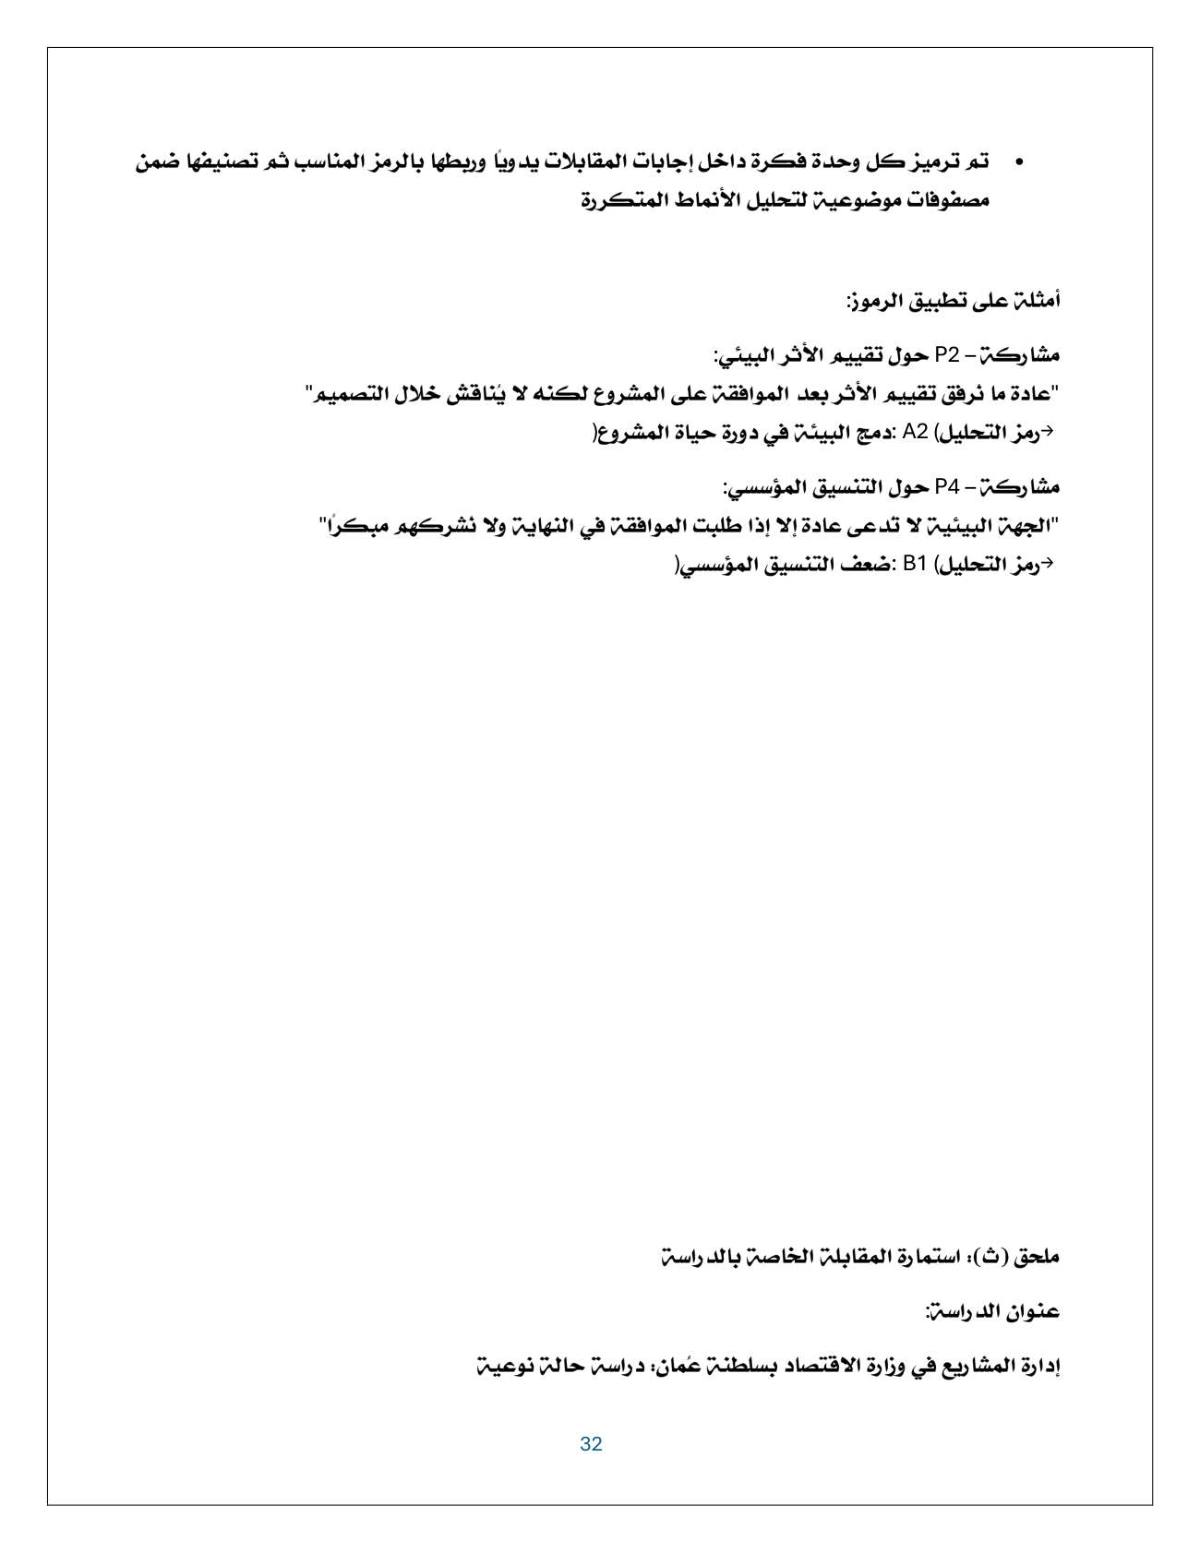 • تم ترميز كل وحدة فكرة داخل إجابات المقابلات يدويًا وربطها بالرمز المناسب ثم تصنيفها ضمن
مصفوفات موضوعية لتحليل الأنماط المتكررة
أمثلة على تطبيق الرموز:
مشاركة – P2 حول تقييم الأثر البيئي:
"عادة ما نُرفق تقييم الأثر بعد الموافقة على المشروع لكنه لا يُناقش خلال التصميم"
→رمز التحليل) A2 :دمج البيئة في دورة حياة المشروع(
مشاركة – P4 حول التنسيق المؤسسي:
"الجهة البيئية لا تُدعى عادة إلا إذا طُلبت الموافقة في النهاية ولا نُشركهم مبكرًا"
→رمز التحليل) B1 :ضعف التنسيق المؤسسي(
ملحق (ث): استمارة المقابلة الخاصة بالدراسة
عنوان الدراسة:
إدارة المشاريع في وزارة الاقتصاد بسلطنة عُمان: دراسة حالة نوعية
32